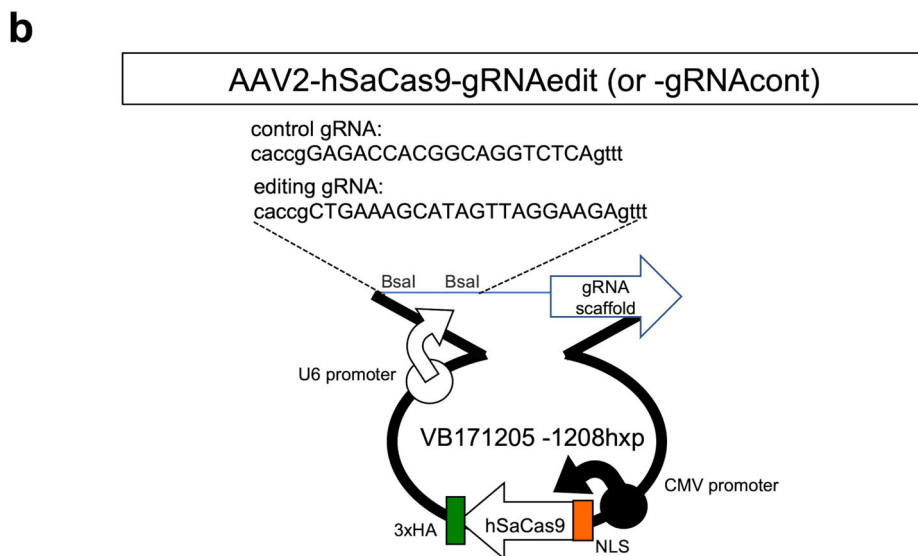 b
AAV2-hSaCas9-gRNAedit (or -gRNAcont)
control gRNA:
caccgGAGACCACGGCAGGTCTCAgttt
editing gRNA:
caccgCTGAAAGCATAGTTAGGAAGAgttt
BsaI BsaI
gRNA
scaffold
U6 promoter
VB171205 -1208hxp
CMV promoter
3xHA
hSaCas9
NLS